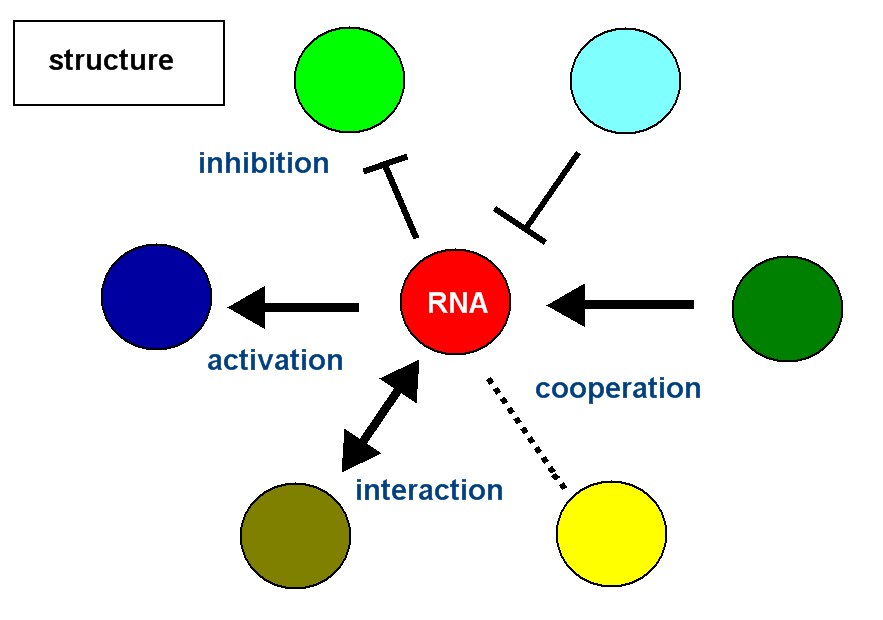 structure
inhibition
RNA
activation
cooperation
interaction